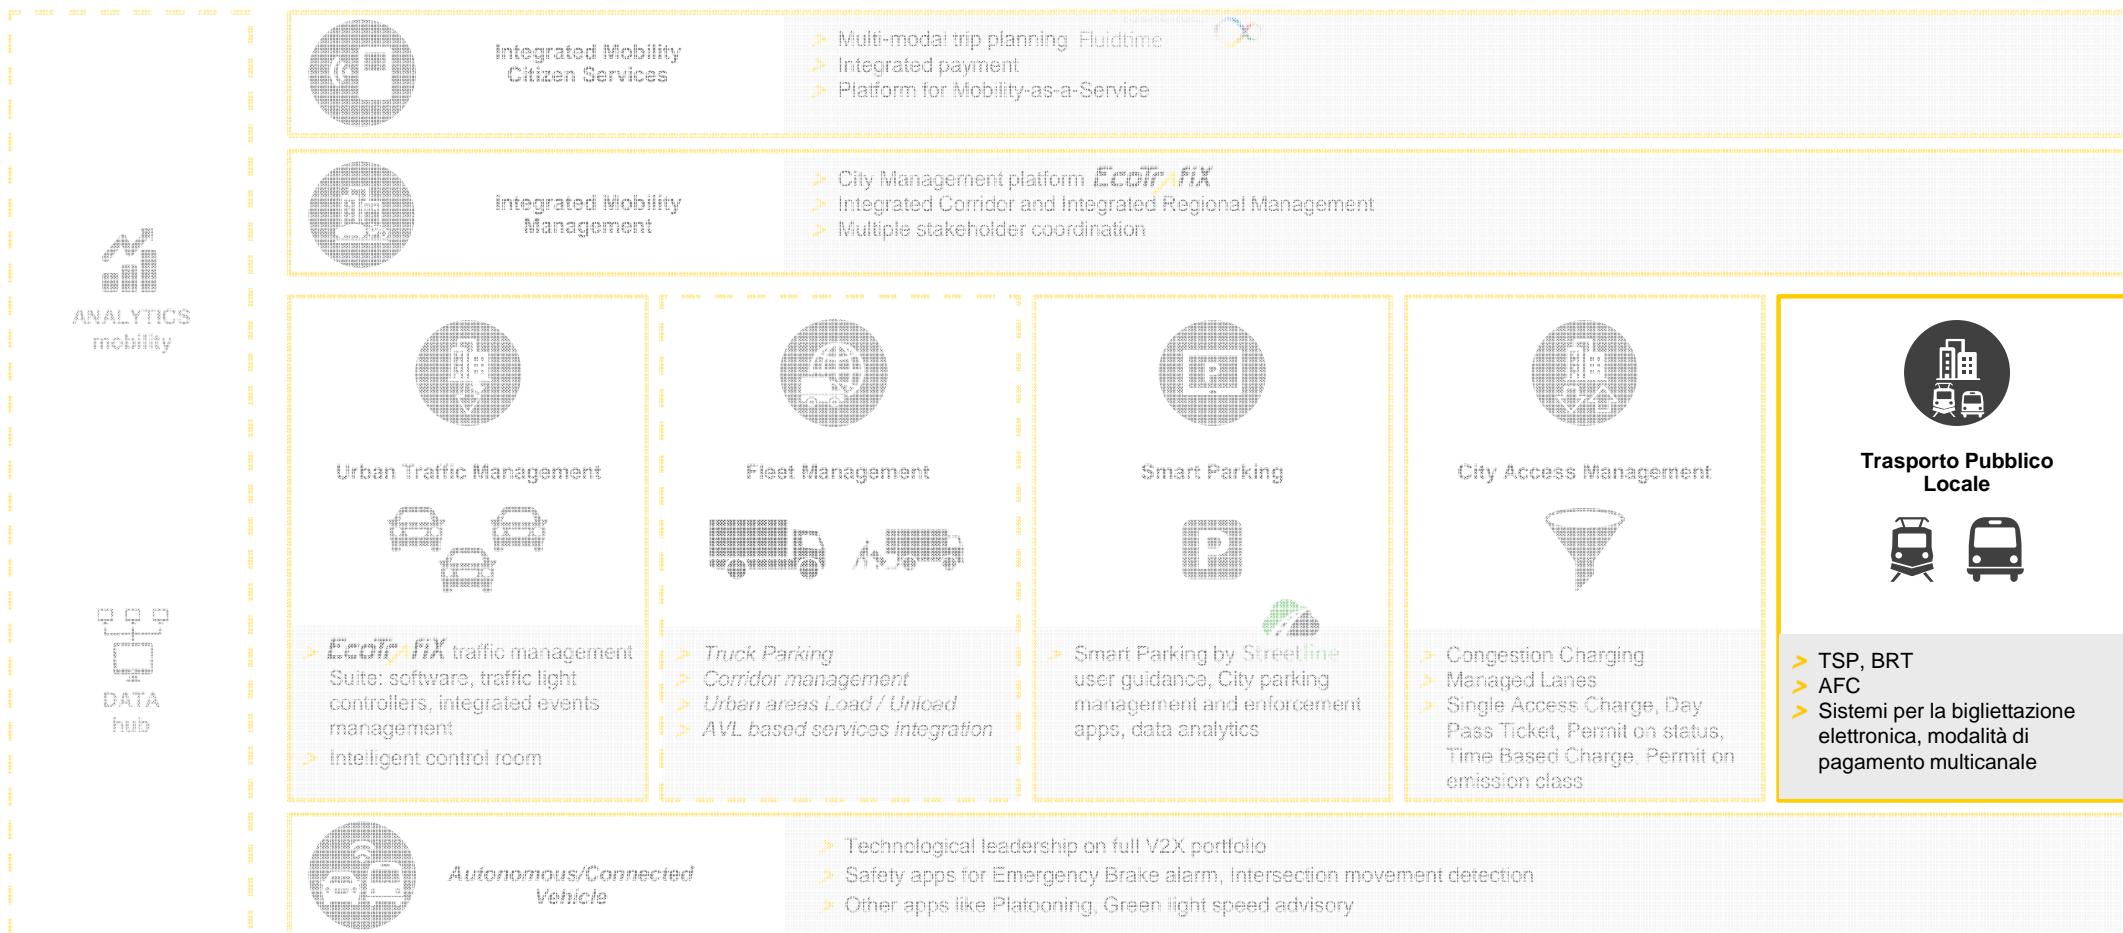 Integrated Mobility
Citizen Services
> Multi-modal trip planning Fluidtime
> Integrated payment
> Platform for Mobility-as-a-Service
Integrated Mobility
Management
> City Management platform EcoTrafiX
> Integrated Corridor and Integrated Regional Management
> Multiple stakeholder coordination
ANALYTICS
mobility
DATA
hub
Urban Traffic Management
> EcoTrafiX traffic management
Suite: software, traffic light
controllers, integrated events
management
> Intelligent control room
Fleet Management
> Truck Parking
> Corridor management
> Urban areas Load / Unload
> AVL based services integration
P
Smart Parking
P
> Smart Parking by Streetline
user guidance, City parking
management and enforcement
apps, data analytics
City Access Management
> Congestion Charging
> Managed Lanes
> Single Access Charge, Day
Pass Ticket, Permit on status,
Time Based Charge, Permit on
emission class
Trasporto Pubblico
Locale
> TSP, BRT
> AFC
> Sistemi per la bigliettazione
elettronica, modalità di
pagamento multicanale
Autonomous/Connected
Vehicle
> Technological leadership on full V2X portfolio
> Safety apps for Emergency Brake alarm, Intersection movement detection
> Other apps like Platooning, Green light speed advisory